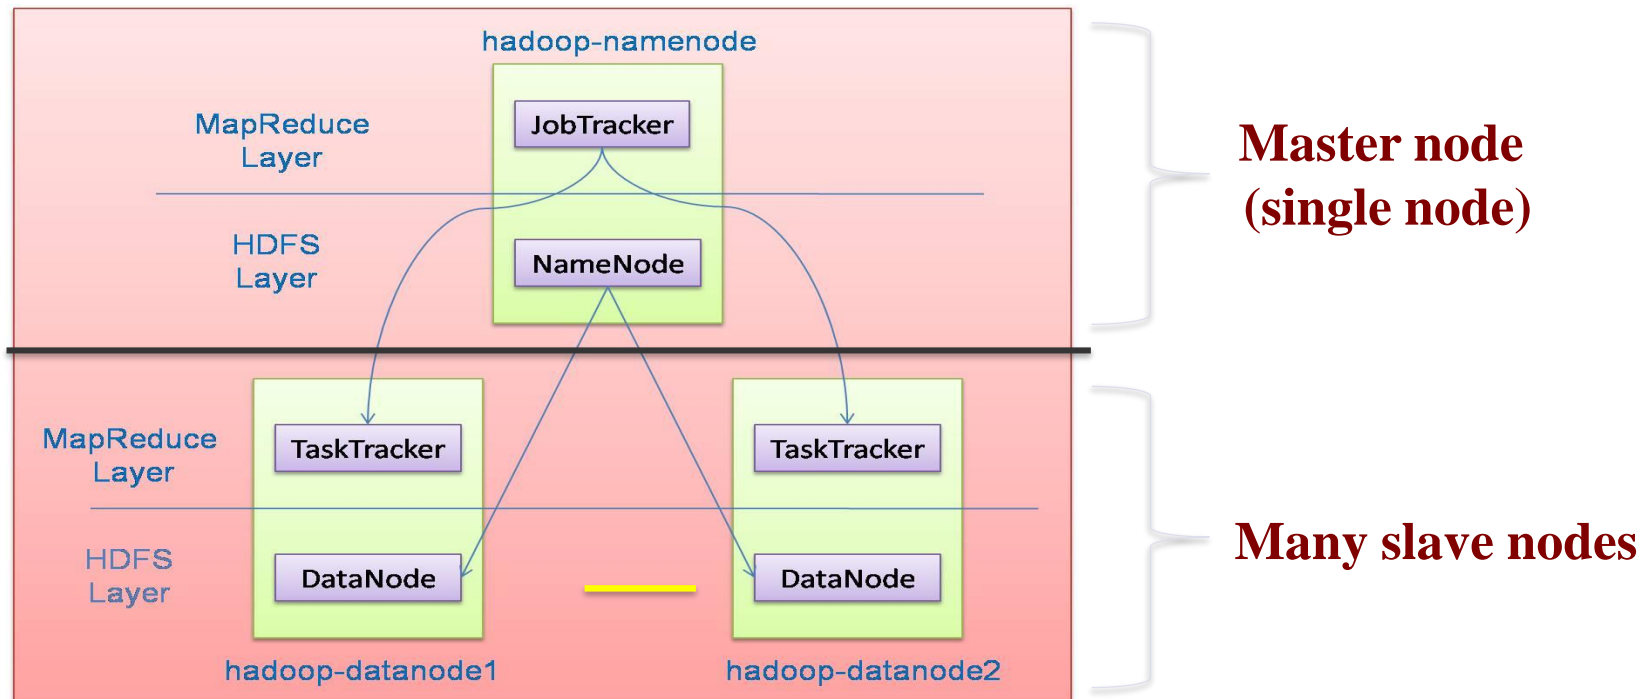 hadoop-namenode
JobTracker
MapReduce
Layer
HDFS
Layer
NameNode
Master node
(single node)
MapReduce
Layer
TaskTracker
TaskTracker
HDFS
Layer
DataNode
DataNode
Many slave nodes
hadoop-datanode1
hadoop-datanode2